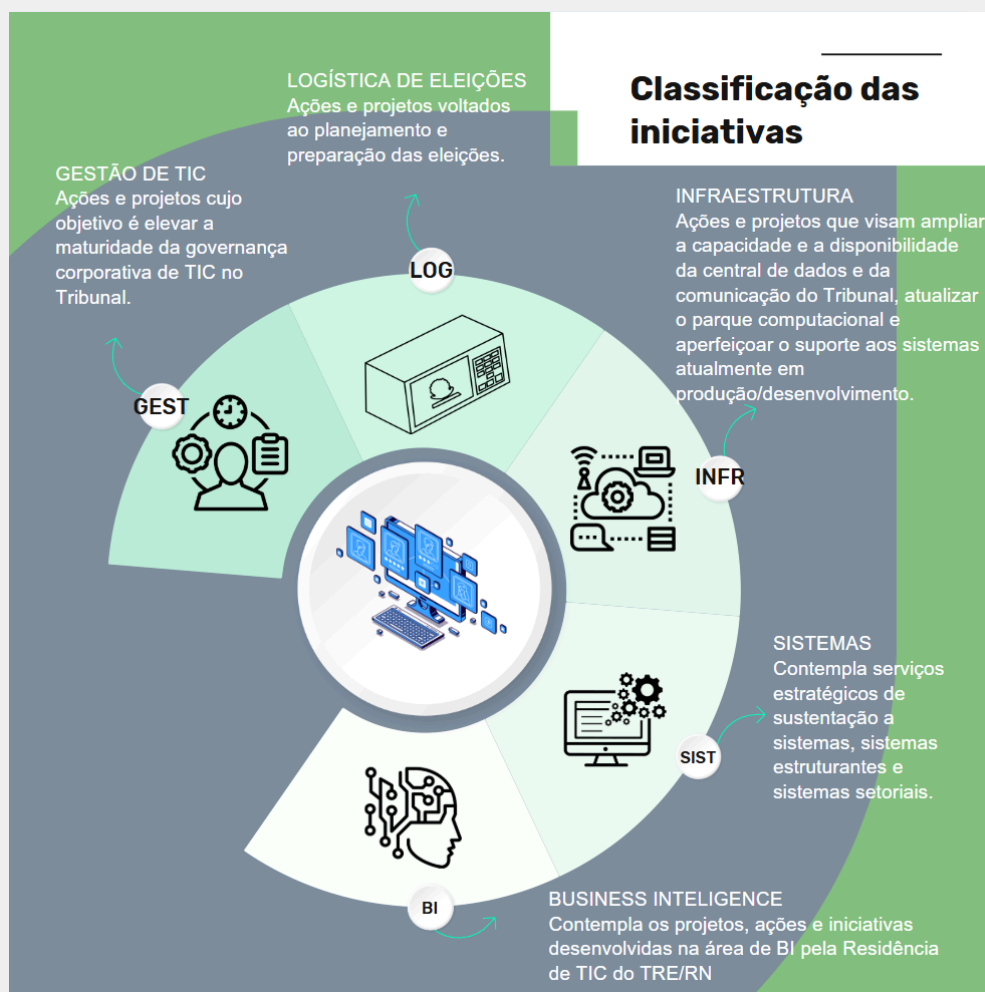 Classificação das
iniciativas
LOGÍSTICA DE ELEIÇÕES
Ações e projetos voltados
ao planejamento e
preparação das eleições.
GESTÃO DE TIC
Ações e projetos cujo
objetivo é elevar a
maturidade da governança
corporativa de TIC no
Tribunal.
INFRAESTRUTURA
Ações e projetos que visam ampliar
a capacidade e a disponibilidade
da central de dados e da
comunicação do Tribunal, atualizar
o parque computacional e
aperfeiçoar o suporte aos sistemas
atualmente em
produção/desenvolvimento.
LOG
GEST
INFR
SISTEMAS
Contempla serviços
estratégicos de
sustentação a
sistemas, sistemas
estruturantes e
sistemas setoriais.
SIST
BI
BUSINESS INTELIGENCE
Contempla os projetos, ações e iniciativas
desenvolvidas na área de BI pela Residência
de TIC do TRE/RN